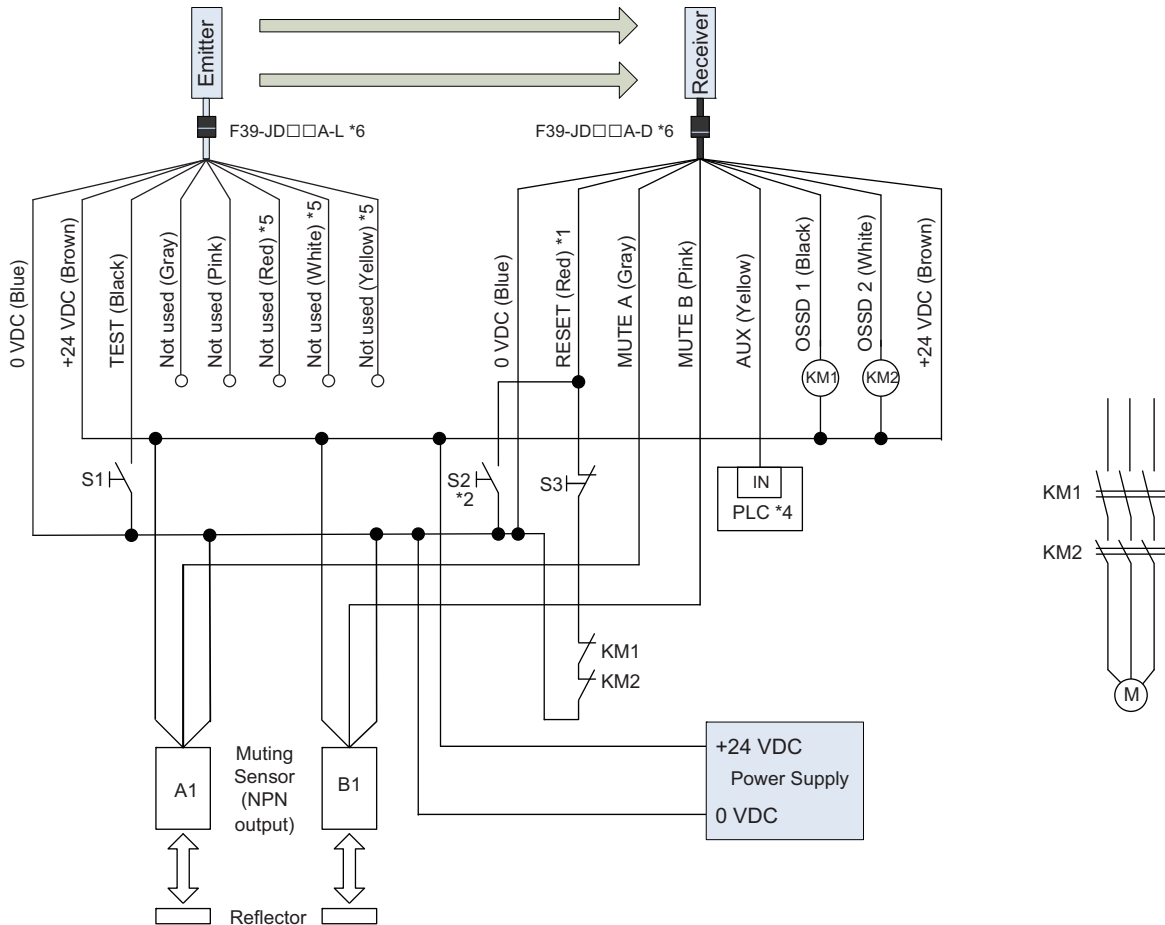 Emitter
Receiver
F39-JD□□A-L *6
F39-JD□□A-D *6
0 VDC (Blue)
+24 VDC (Brown)
TEST (Black)
Not used (Gray)
Not used (Pink)
Not used (Red) *5
Not used (White) *5
Not used (Yellow) *5
0 VDC (Blue)
RESET (Red) *1
MUTE A (Gray)
MUTE B (Pink)
AUX (Yellow)
OSSD 1 (Black)
OSSD 2 (White)
+24 VDC (Brown)
KM1
KM2
S1
S2
*2
S3
IN
PLC *4
KM1
KM2
KM1
KM2
M
A1
Muting
Sensor
(NPN
output)
B1
+24 VDC
Power Supply
0 VDC
Reflector